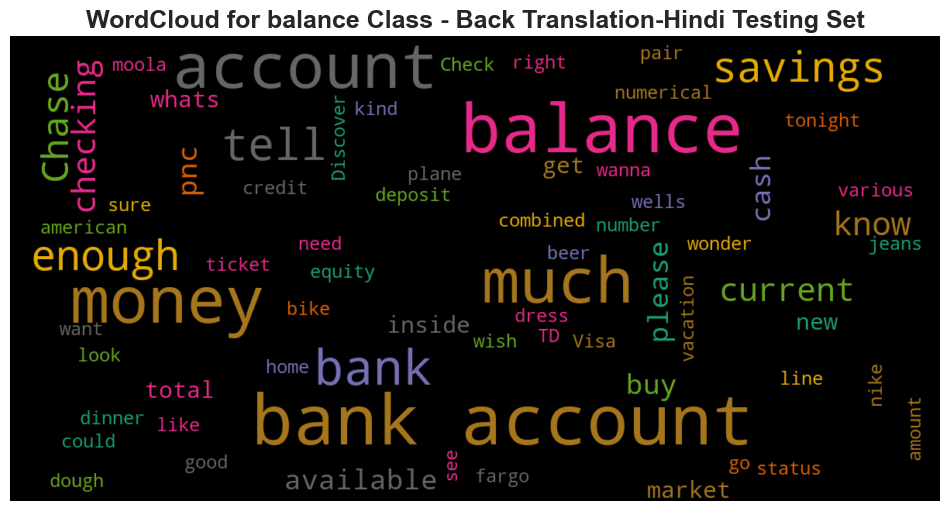 WordCloud for balance Class - Back Translation-Hindi Testing Set
moola
account
Check
right
pair
savings
Chase
checking
whats
numerical
kind
balance
tonight
tell
Discover
pnc
get
wanna
plane
credit
deposit
cash
various
sure
wells
american
combined
number
know
need
wonder
jeans
enough
ticket
beer
equity
much
please
vacation
current
money
bike
dress
new
want
inside
wish
TD
Visa
look
home
bank
total
buy
line
nike
dinner
like
bank account
amount
could
good
see
go
status
dough
available
fargo
market